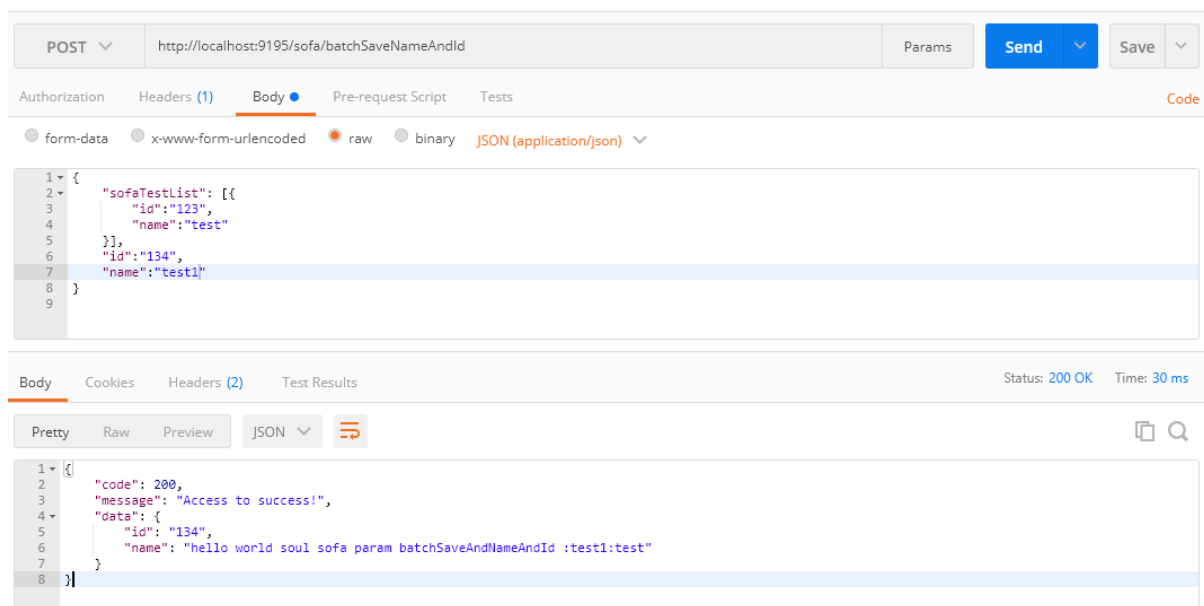 POST http://localhost:9195/sofa/batchSaveNameAndId Params Send Save
Authorization Headers (1) Body Pre-request Script Tests Code
form-data x-www-form-urlencoded raw binary JSON (application/json)
1 {
2 "sofaTestList": [{
3 "id":"123",
4 "name":"test"
5 }],
6 "id":"134",
7 "name":"test1"
8 }
9
Body Cookies Headers (2) Test Results Status: 200 OK Time: 30 ms
Pretty Raw Preview JSON
1 {
2 "code": 200,
3 "message": "Access to success!",
4 "data": {
5 "id": "134",
6 "name": "hello world soul sofa param batchSaveAndNameAndId :test1:test"
7 }
8 }